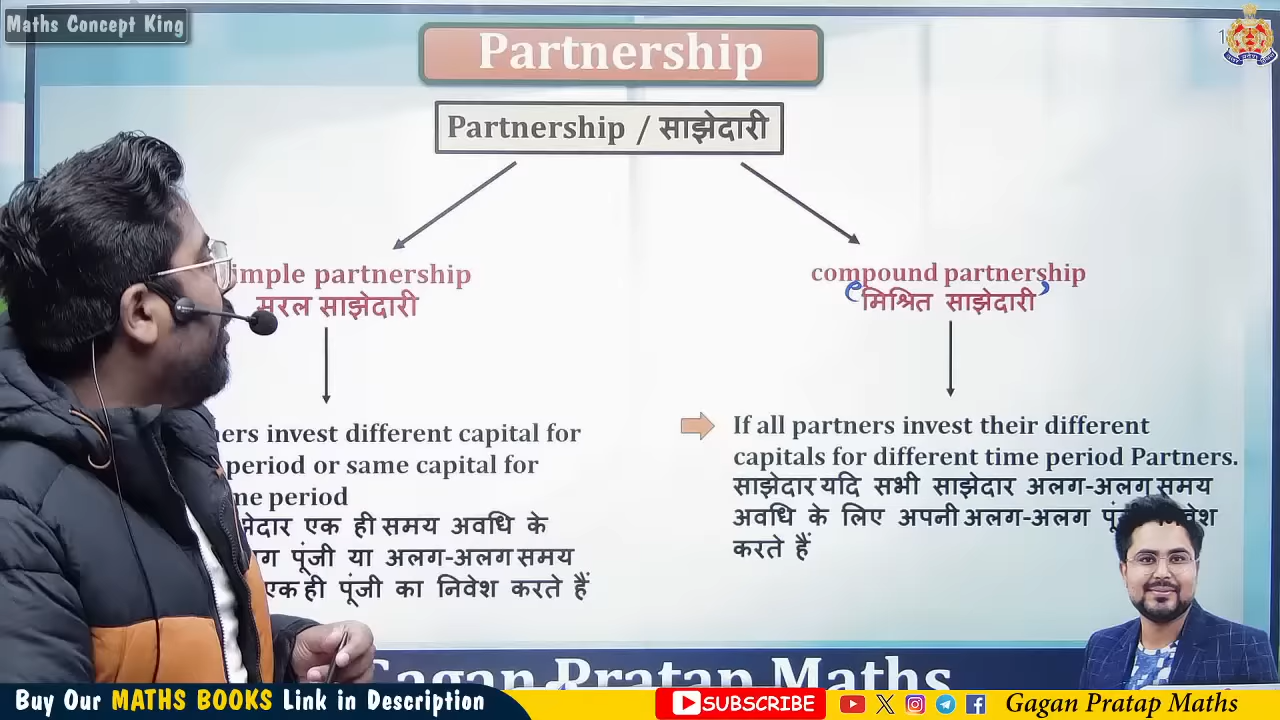 Maths Concept King
Partnership
Partnership / साझेदारी
imple partnership
सरल साझेदारी
invest different capital for
period or same capital for
period
एक ही समय अवधि के
पूंजी या अलग-अलग समय
एक ही पूंजी का निवेश करते हैं
compound partnership
मिश्रित साझेदारी
If all partners invest their different
capitals for different time period Partners.
साझेदार यदि सभी साझेदार अलग-अलग समय
अवधि के लिए अपनी अलग-अलग
करते हैं
Gagan Pratap Maths
Buy Our MATHS BOOKS Link in Description
SUBSCRIBE
Gagan Pratap Maths